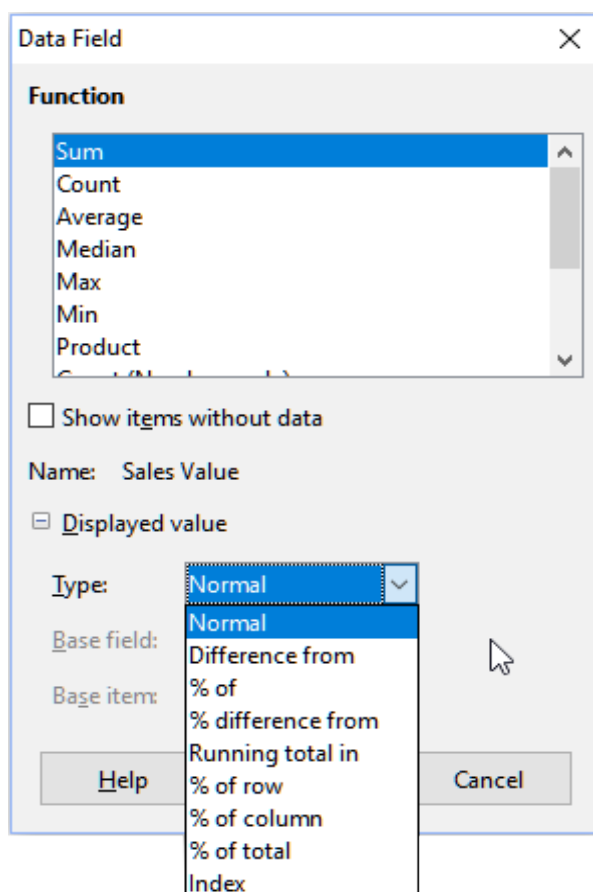 Data Field
Function
Sum
Count
Average
Median
Max
Min
Product
Show items without data
Name: Sales Value
Displayed value
Type: Normal
Normal
Base field:
Difference from
% of
Base item:
% difference from
Running total in
Help
% of row
Cancel
% of column
% of total
Index